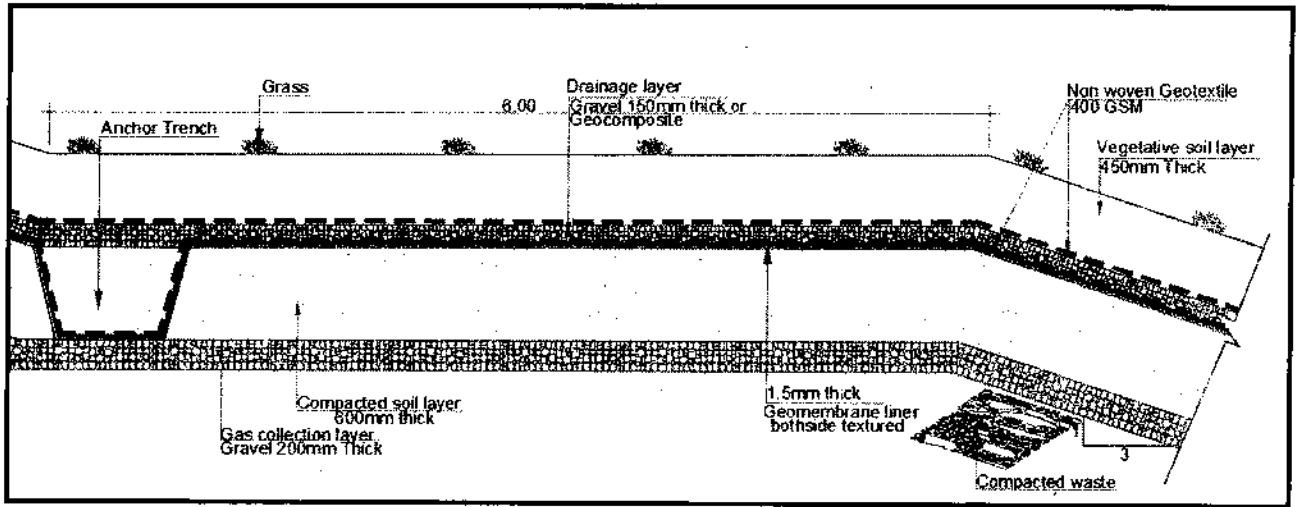 Grass
Drainage layer
6.00
Gravel 150mm thick or
Geocomposite
Non woven Geotextile
400 GSM
Anchor Trench
Vegetative soil layer
450mm Thick
Compacted soil layer
600mm thick
Gas collection layer
Gravel 200mm Thick
1.5mm thick
Geomembrane liner
bothside textured
1
3
Compacted waste